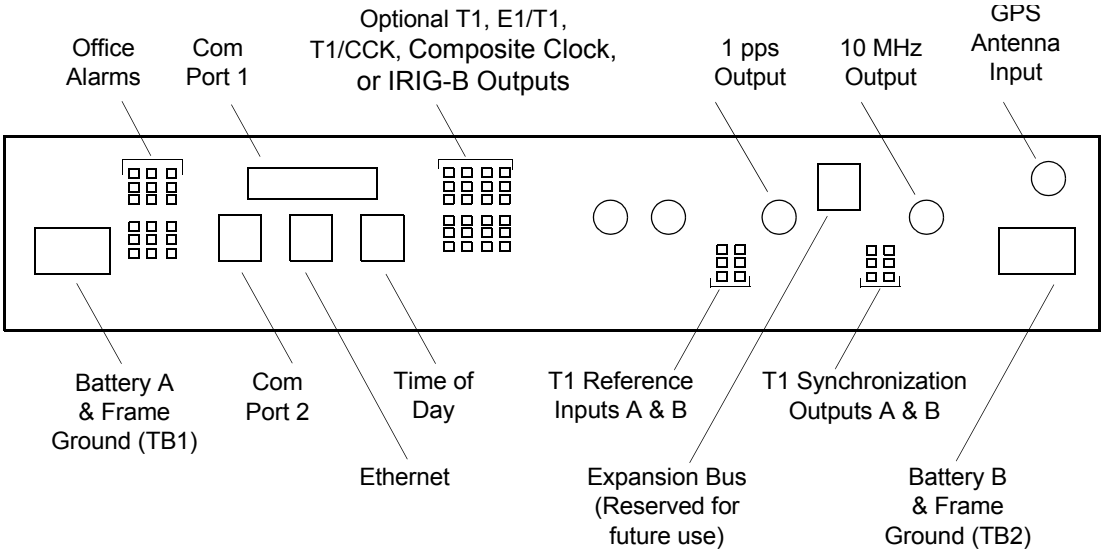 Office
Alarms
Com
Port 1
Optional T1, E1/T1,
T1/CCK, Composite Clock,
or IRIG-B Outputs
1 pps
Output
10 MHz
Output
GPS
Antenna
Input
Battery A
& Frame
Ground (TB1)
Com
Port 2
Ethernet
Time of
Day
T1 Reference
Inputs A & B
Expansion Bus
(Reserved for
future use)
T1 Synchronization
Outputs A & B
Battery B
& Frame
Ground (TB2)